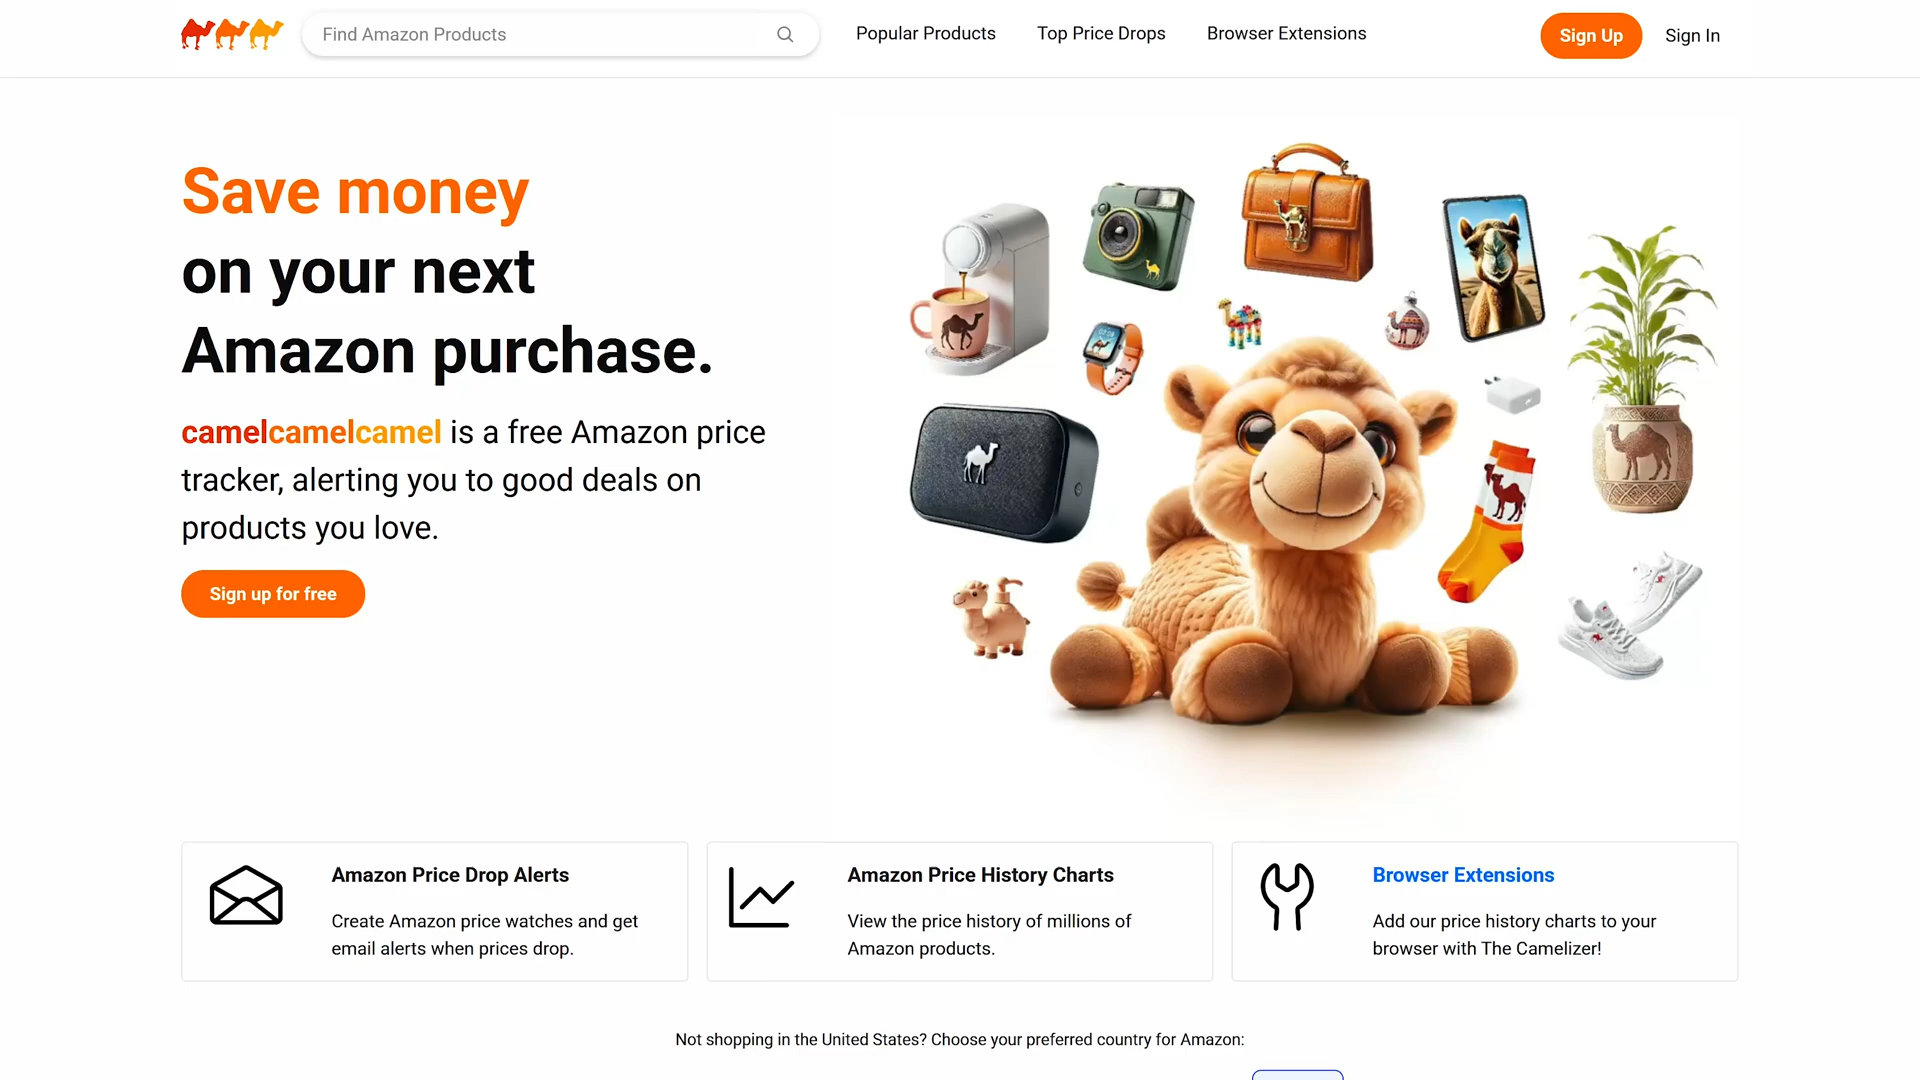 Find Amazon Products
Popular Products
Top Price Drops
Browser Extensions
Sign Up
Sign In
Save money
on your next
Amazon purchase.
camelcamelcamel is a free Amazon price
tracker, alerting you to good deals on
products you love.
Sign up for free
Amazon Price Drop Alerts
Create Amazon price watches and get
email alerts when prices drop.
Amazon Price History Charts
View the price history of millions of
Amazon products.
Browser Extensions
Add our price history charts to your
browser with The Camelizer!
Not shopping in the United States? Choose your preferred country for Amazon: